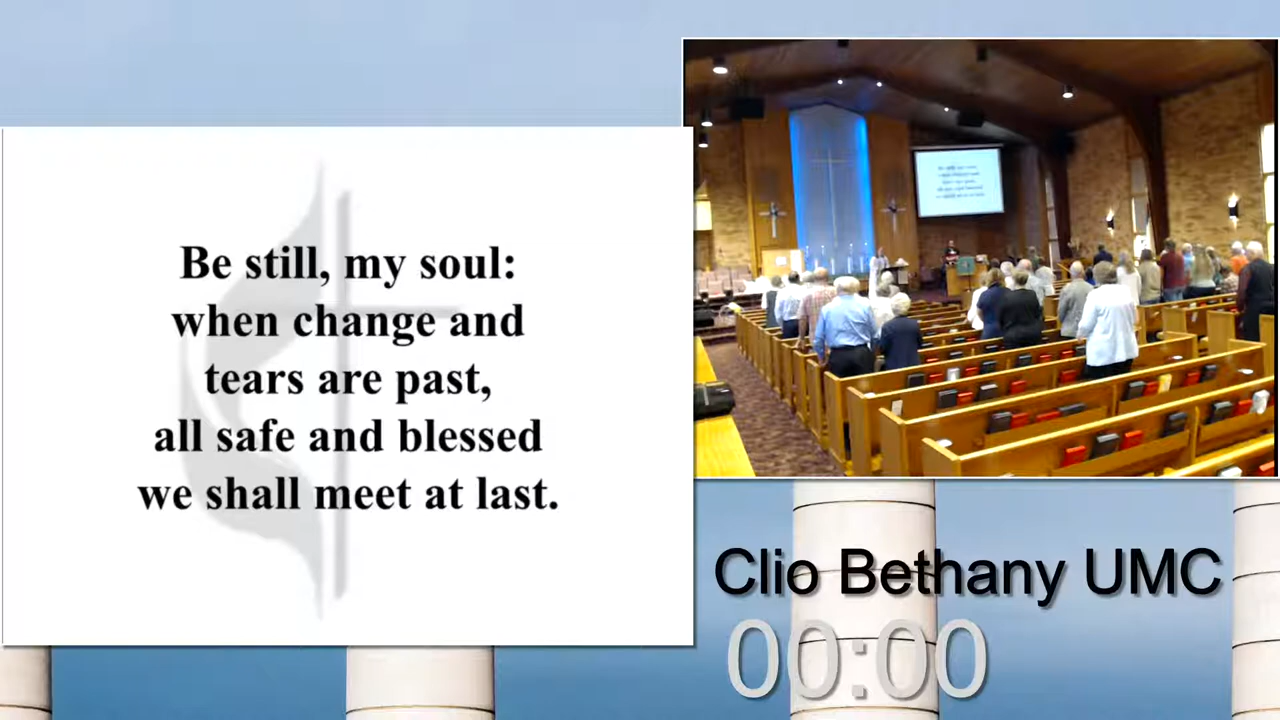 Be still, my soul:
when change and
tears are past,
all safe and blessed
we shall meet at last.
Clio Bethany UMC
00:00